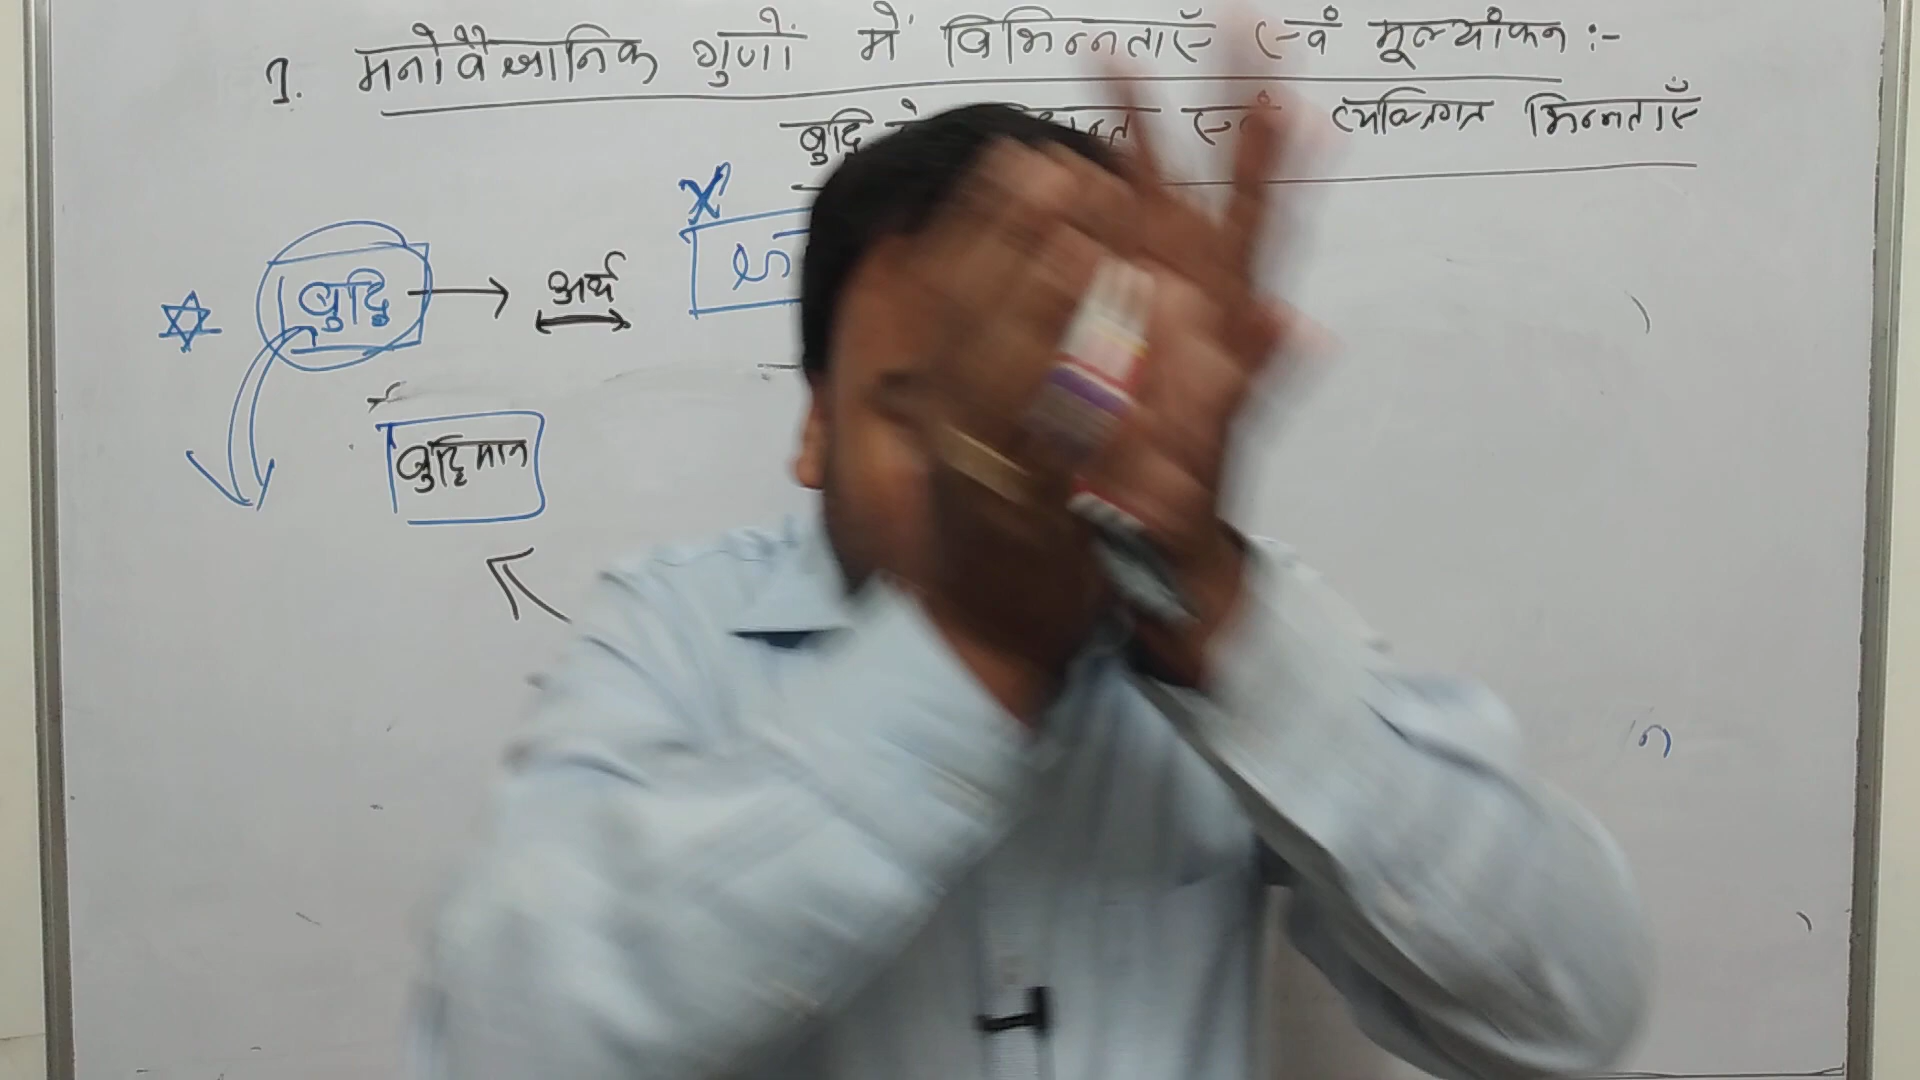 1. मनोवैज्ञानिक गुणों में विभिन्नताएँ एवं मूल्यांकन :-
बुद्धि एवं व्यक्तिगत भिन्नताएँ
X
बुद्धि → अर्थ
बुद्धिमान